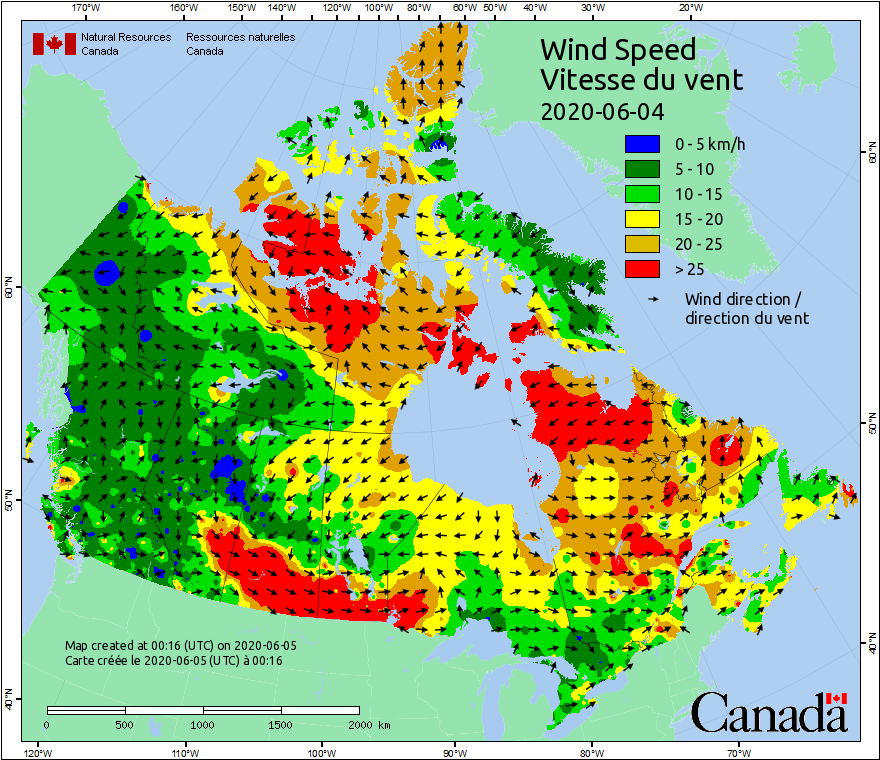 170°W 160°W 150°W 140°W 120°W 100°W 80°W 60°W 50°W 40°W 30°W 20°W
Natural Resources Ressources naturelles
Canada Canada
Wind Speed
Vitesse du vent
2020-06-04
0 - 5 km/h
5 - 10
10 - 15
15 - 20
20 - 25
> 25
Wind direction /
direction du vent
60°N
60°N
50°N
50°N
40°N
40°N
Map created at 00:16 (UTC) on 2020-06-05
Carte créée le 2020-06-05 (UTC) à 00:16
0 500 1000 1500 2000 km
Canada
120°W 110°W 100°W 90°W 80°W 70°W